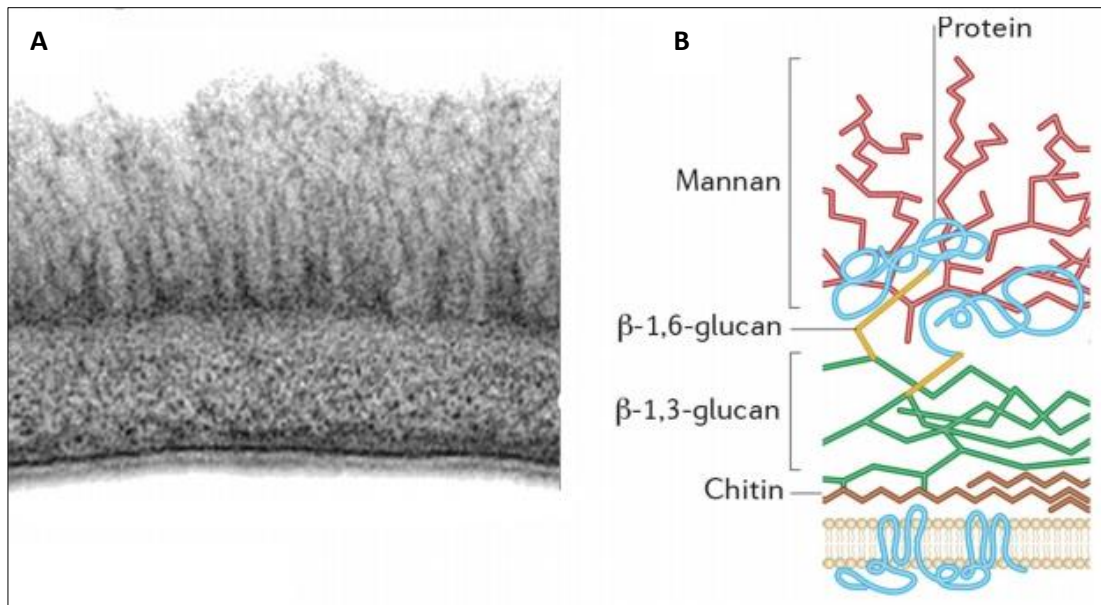 A
B
Protein
Mannan
β-1,6-glucan
β-1,3-glucan
Chitin